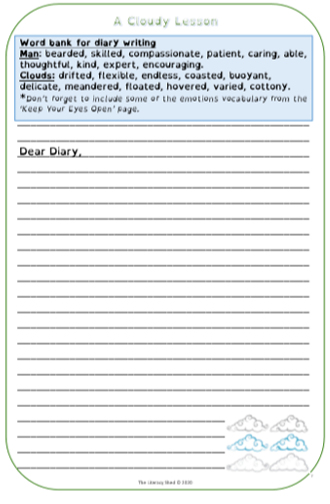 A Cloudy Lesson
Word bank for diary writing
Man: bearded, skilled, compassionate, patient, caring, able,
thoughtful, kind, expert, encouraging.
Clouds: drifted, flexible, endless, coasted, buoyant,
delicate, meandered, floated, hovered, varied, cottony.
*Don't forget to include some of the emotions vocabulary from the
'Keep Your Eyes Open' page.
Dear Diary,
The Literacy Shed © 2020